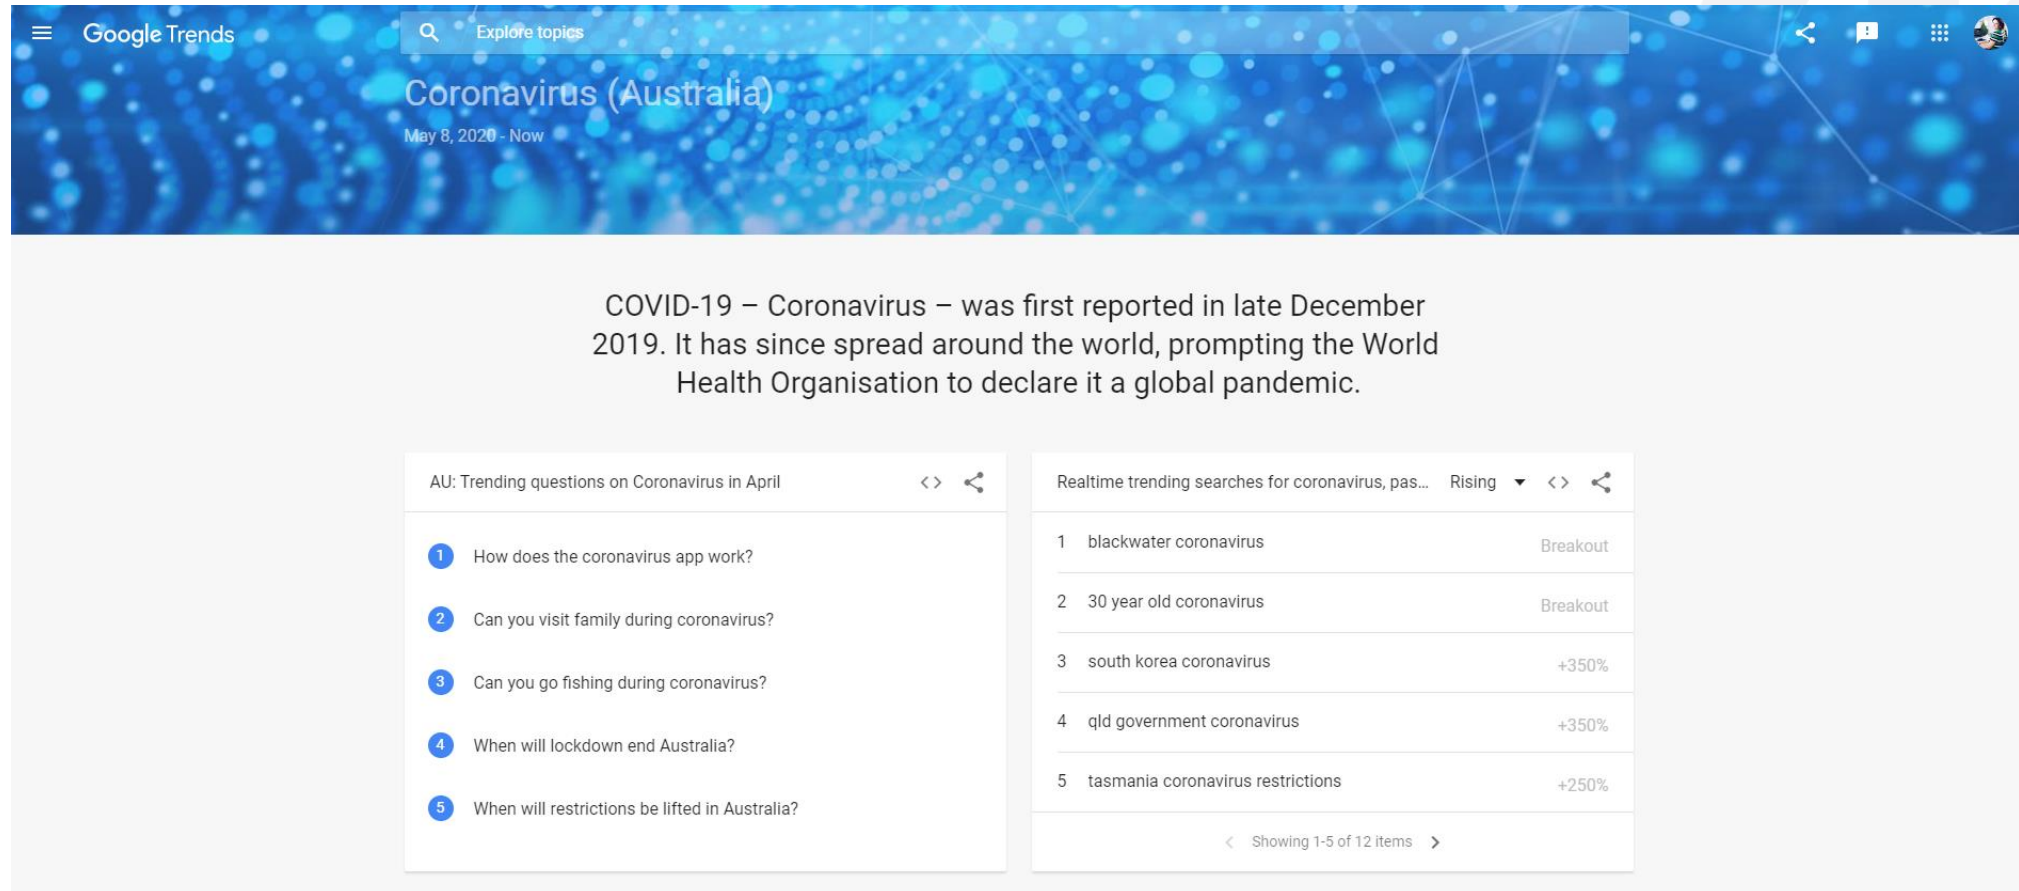 Google Trends
Explore topics
Coronavirus (Australia)
May 8, 2020 - Now
COVID-19 – Coronavirus – was first reported in late December
2019. It has since spread around the world, prompting the World
Health Organisation to declare it a global pandemic.
AU: Trending questions on Coronavirus in April
1 How does the coronavirus app work?
2 Can you visit family during coronavirus?
3 Can you go fishing during coronavirus?
4 When will lockdown end Australia?
5 When will restrictions be lifted in Australia?
Realtime trending searches for coronavirus, pas... Rising
1 blackwater coronavirus Breakout
2 30 year old coronavirus Breakout
3 south korea coronavirus +350%
4 qld government coronavirus +350%
5 tasmania coronavirus restrictions +250%
Showing 1-5 of 12 items